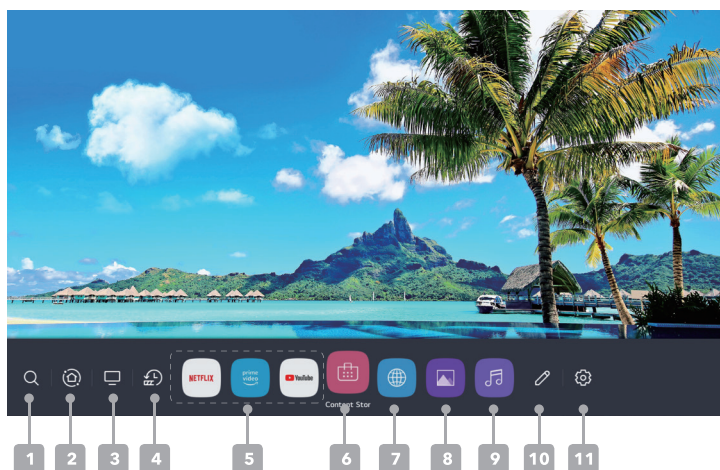 NETFLIX
prime
video
YouTube
Content Stor
1 2 3 4 5 6 7 8 9 10 11